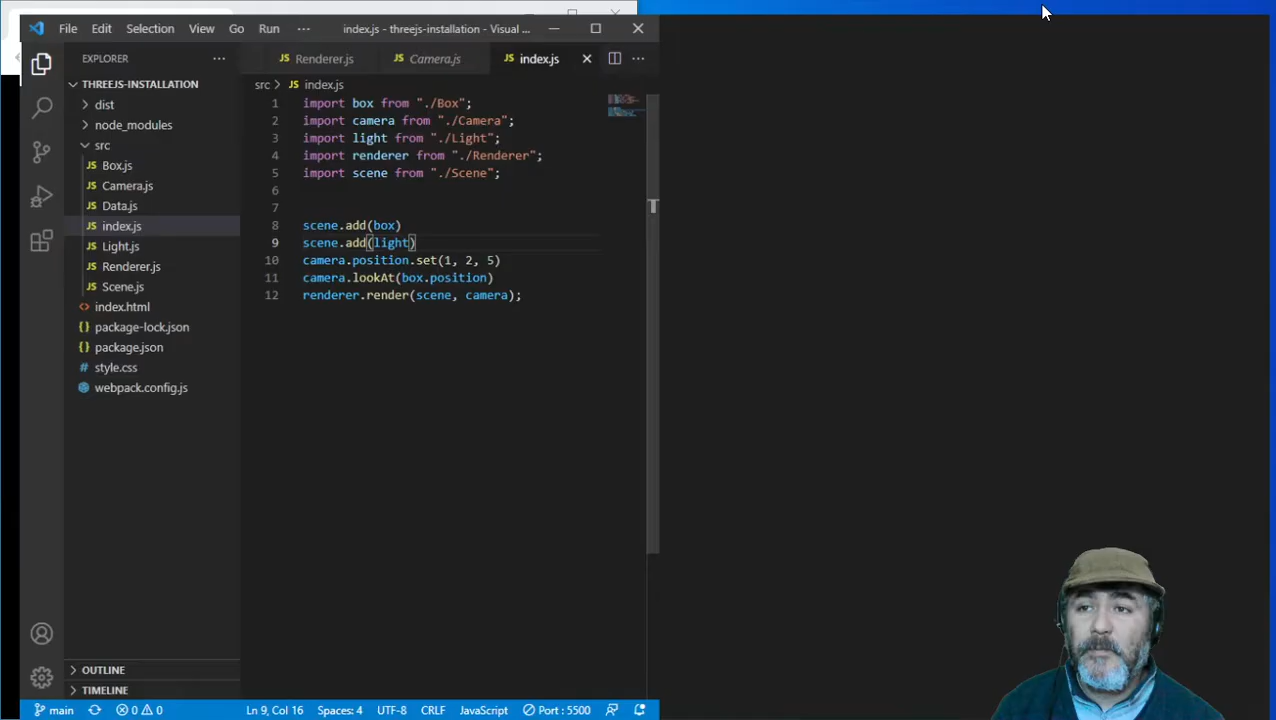 File Edit Selection View Go Run ··· index.js - threejs-installation - Visual ...
EXPLORER ···
Renderer.js Camera.js index.js
THREEJS-INSTALLATION
dist
node_modules
src
Box.js
Camera.js
Data.js
index.js
Light.js
Renderer.js
Scene.js
index.html
package-lock.json
package.json
style.css
webpack.config.js
OUTLINE
TIMELINE
src > index.js
1 import box from "./Box";
2 import camera from "./Camera";
3 import light from "./Light";
4 import renderer from "./Renderer";
5 import scene from "./Scene";
6
7
8 scene.add(box)
9 scene.add(light)
10 camera.position.set(1, 2, 5)
11 camera.lookAt(box.position)
12 renderer.render(scene, camera);
main 0 0 Ln 9, Col 16 Spaces: 4 UTF-8 CRLF JavaScript Port : 5500